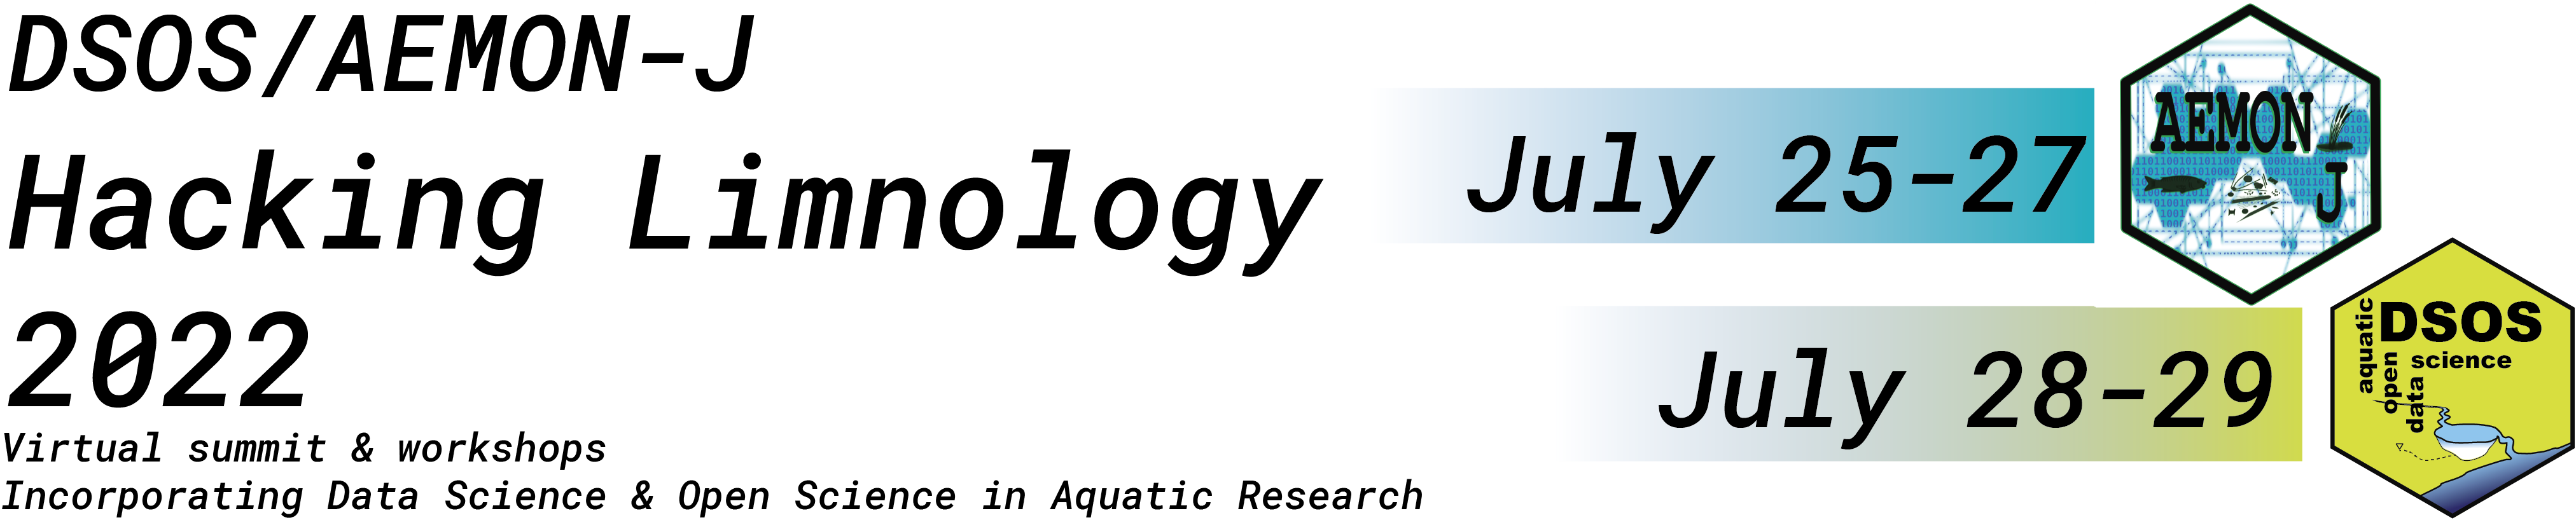 DSOS/AEMON-J
Hacking Limnology
2022
Virtual summit & workshops
Incorporating Data Science & Open Science in Aquatic Research
July 25-27
AEMON
J
July 28-29
DSOS
aquatic
open
data
science